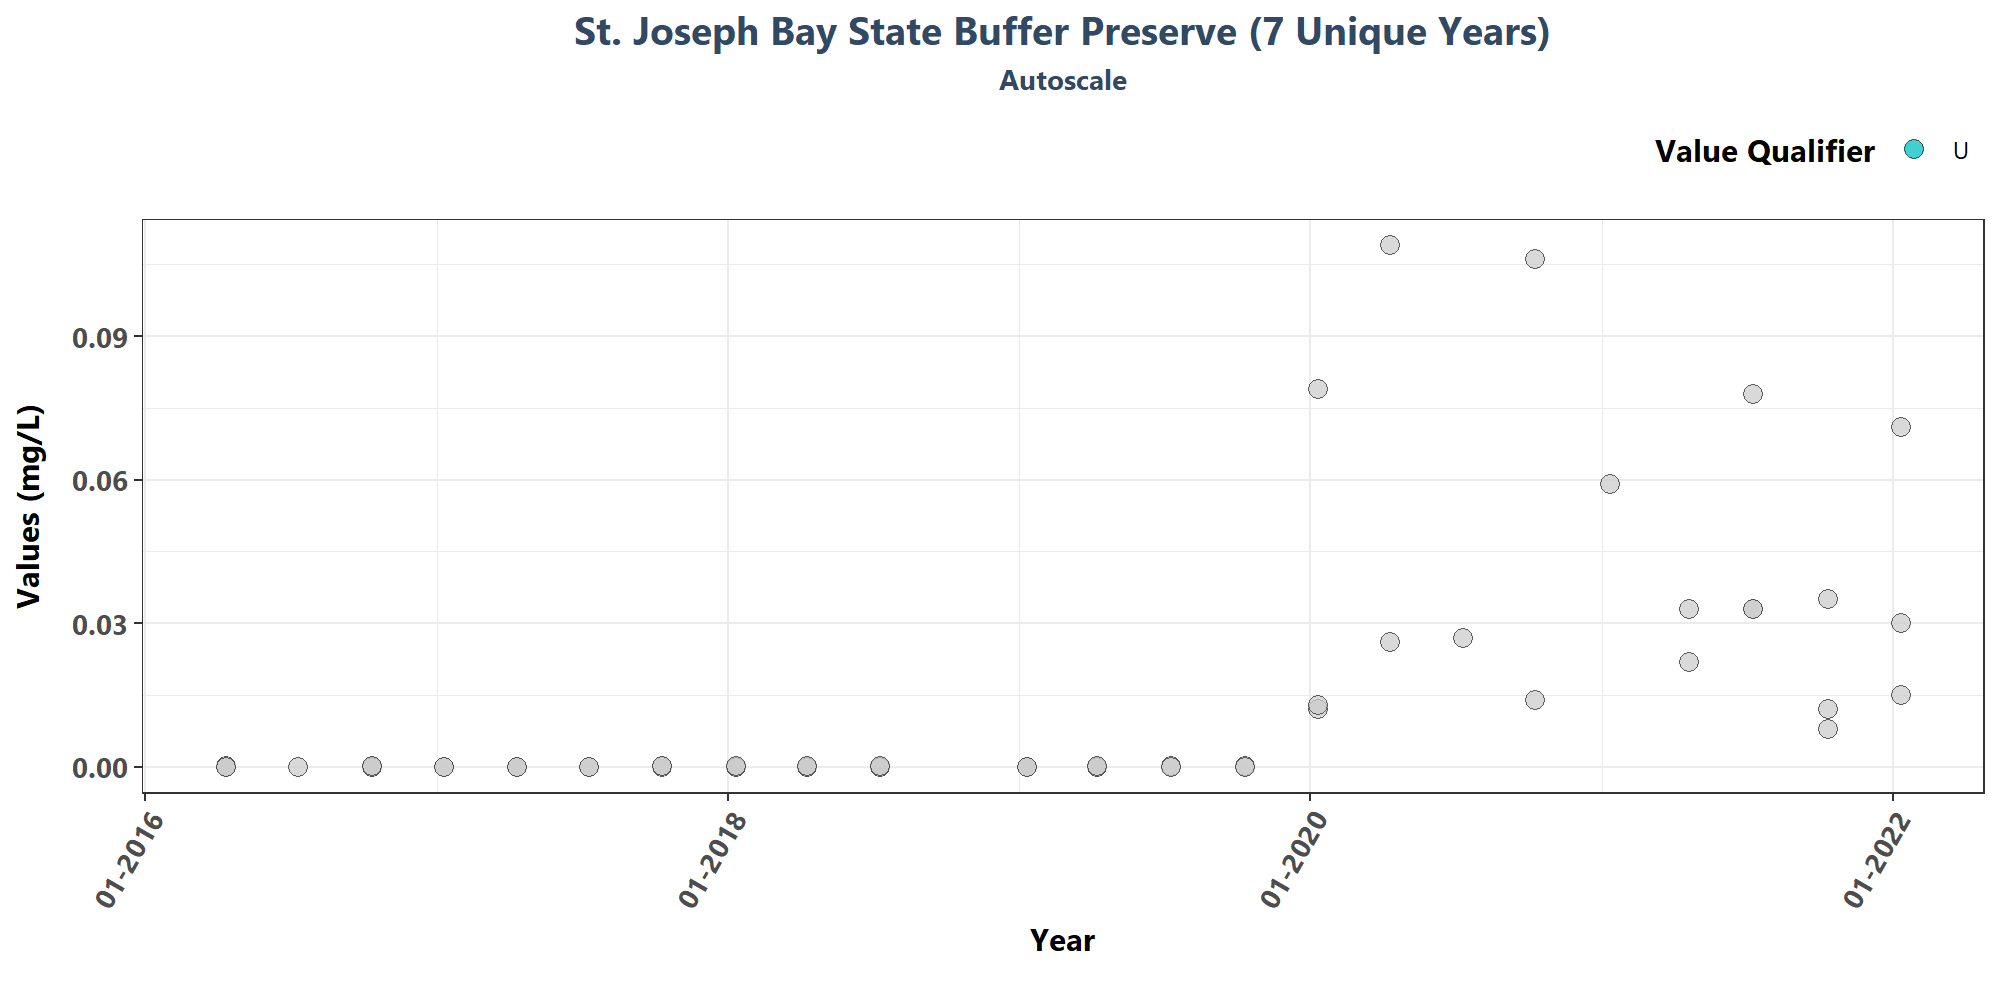 St. Joseph Bay State Buffer Preserve (7 Unique Years)
Autoscale
Value Qualifier U
Values (mg/L)
0.09
0.06
0.03
0.00
01-2016 01-2018 01-2020 01-2022
Year